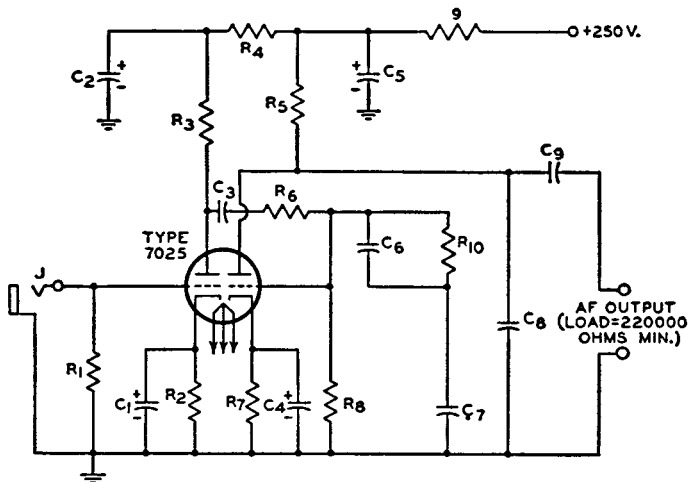 9
+250 V.
R4
C2
+
-
+
-
C5
R5
R3
C9
C3
R6
TYPE
7025
C6
R10
J
AF OUTPUT
(LOAD=220000
OHMS MIN.)
C8
R1
C1
+
-
R2
R7
C4
+
-
R8
C7